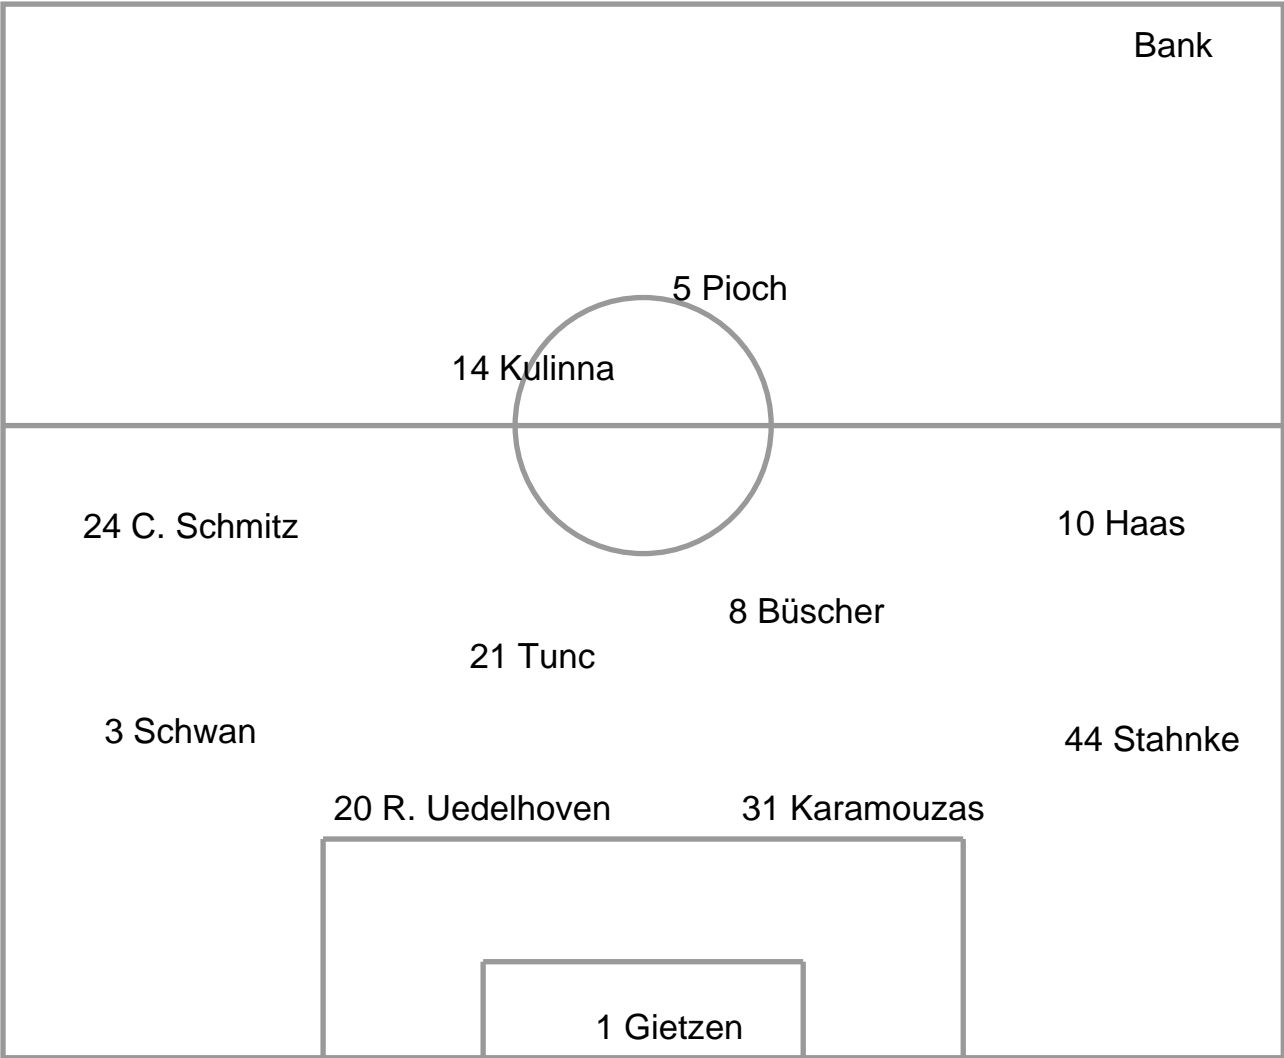 Bank
5 Pioch
14 Kulinna
24 C. Schmitz
10 Haas
8 Büscher
21 Tunc
3 Schwan
44 Stahnke
20 R. Uedelhoven
31 Karamouzas
1 Gietzen